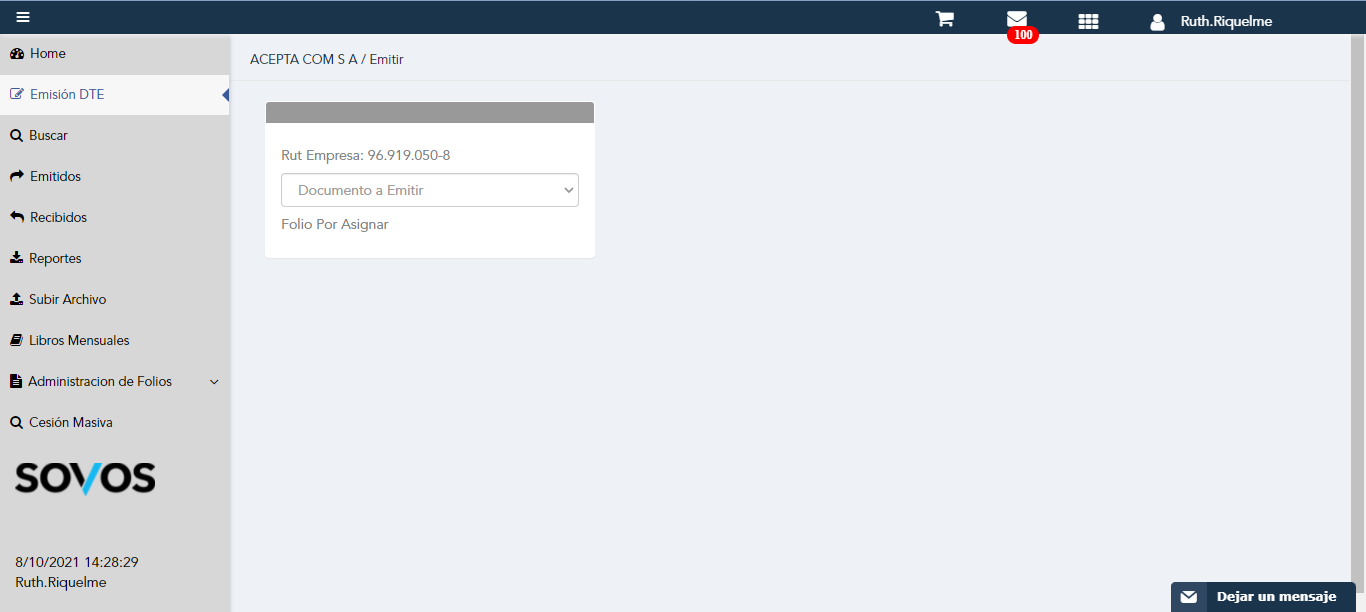 Ruth.Riquelme
100
Home
ACEPTA COM S A / Emitir
Emisión DTE
Buscar
Emitidos
Recibidos
Reportes
Subir Archivo
Libros Mensuales
Administracion de Folios
Cesión Masiva
Rut Empresa: 96.919.050-8
Documento a Emitir
Folio Por Asignar
SOVOS
8/10/2021 14:28:29
Ruth.Riquelme
Dejar un mensaje